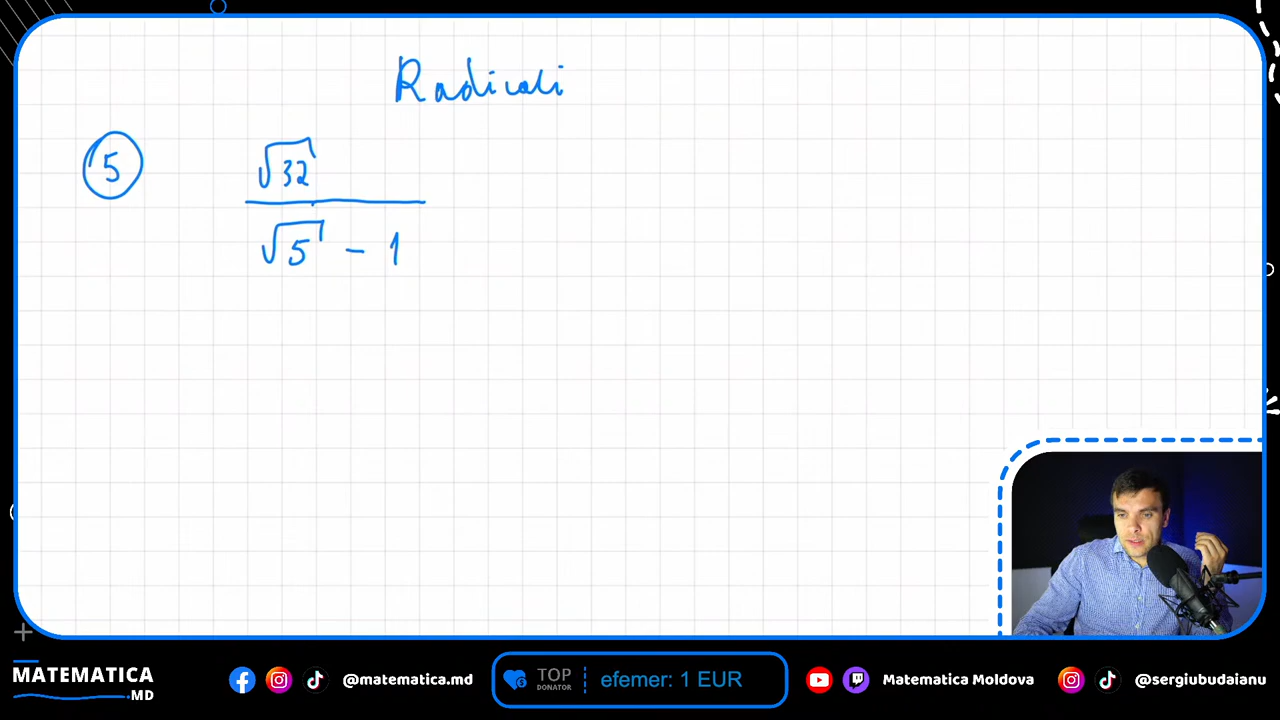 Radicali
5
√32
√5 - 1
MATEMATICA
.MD
@matematica.md
TOP
DONATOR
efemer: 1 EUR
Matematica Moldova
@sergiubudaianu